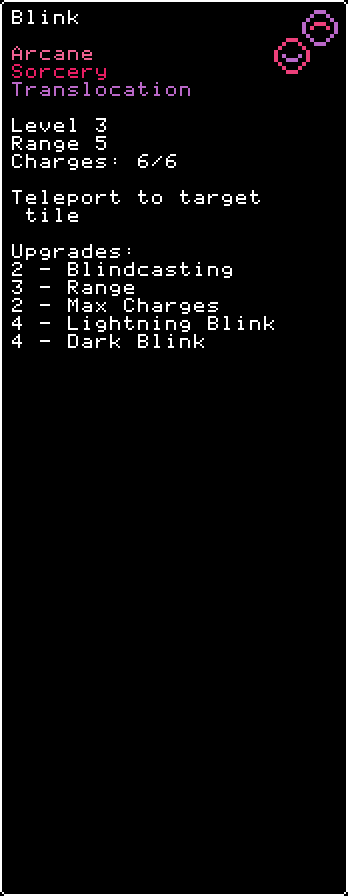 Blink
Arcane
Sorcery
Translocation
Level 3
Range 5
Charges: 6/6
Teleport to target
tile
Upgrades:
2 - Blindcasting
3 - Range
2 - Max Charges
4 - Lightning Blink
4 - Dark Blink